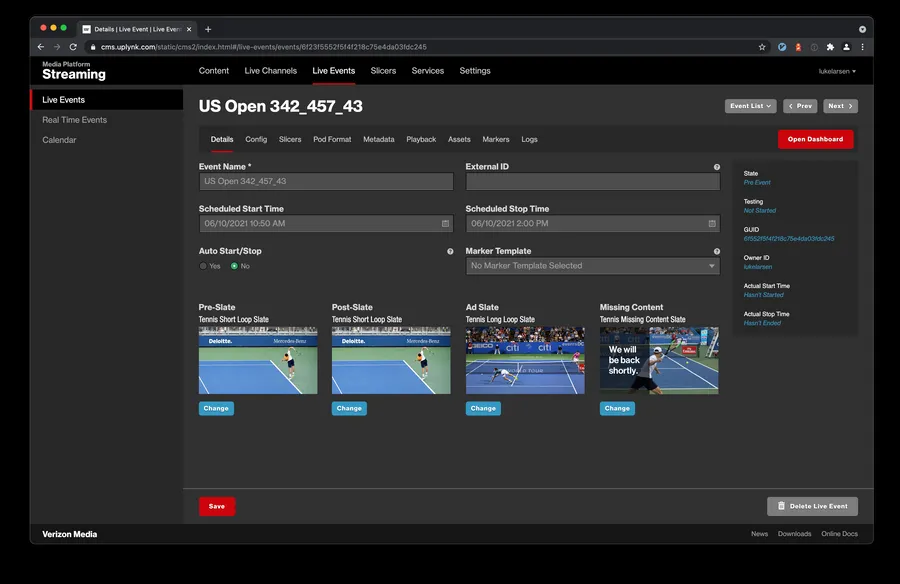 Details | Live Event | Live Even
cms.uplynk.com/static/cms2/index.html#/live-events/events/6f23f5552f5f4f218c75e4da03fdc245
Media Platform
Streaming
Content
Live Channels
Live Events
Slicers
Services
Settings
lukelarsen
Live Events
Real Time Events
Calendar
US Open 342_457_43
Event List
Prev
Next
Details
Config
Slicers
Pod Format
Metadata
Playback
Assets
Markers
Logs
Open Dashboard
Event Name *
US Open 342_457_43
External ID
Scheduled Start Time
06/10/2021 10:50 AM
Scheduled Stop Time
06/10/2021 2:00 PM
Auto Start/Stop
Yes
No
Marker Template
No Marker Template Selected
State
Pre Event
Testing
Not Started
GUID
6f552f5f4f218c75e4da03fdc245
Owner ID
lukelarsen
Actual Start Time
Hasn't Started
Actual Stop Time
Hasn't Ended
Pre-Slate
Tennis Short Loop Slate
Deloitte.
Mercedes-Benz
Change
Post-Slate
Tennis Short Loop Slate
Deloitte.
Mercedes-Benz
Change
Ad Slate
Tennis Long Loop Slate
GEICO
citi
citi
Change
Missing Content
Tennis Missing Content Slate
We will
be back
shortly.
Change
Save
Delete Live Event
Verizon Media
News
Downloads
Online Docs